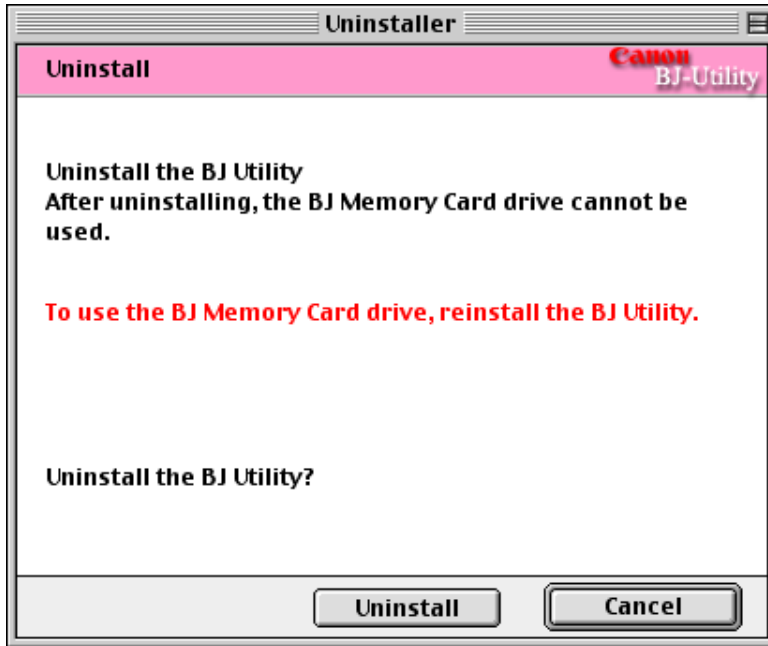 Uninstaller
Uninstall
Canon
BJ-Utility
Uninstall the BJ Utility
After uninstalling, the BJ Memory Card drive cannot be
used.
To use the BJ Memory Card drive, reinstall the BJ Utility.
Uninstall the BJ Utility?
Uninstall
Cancel